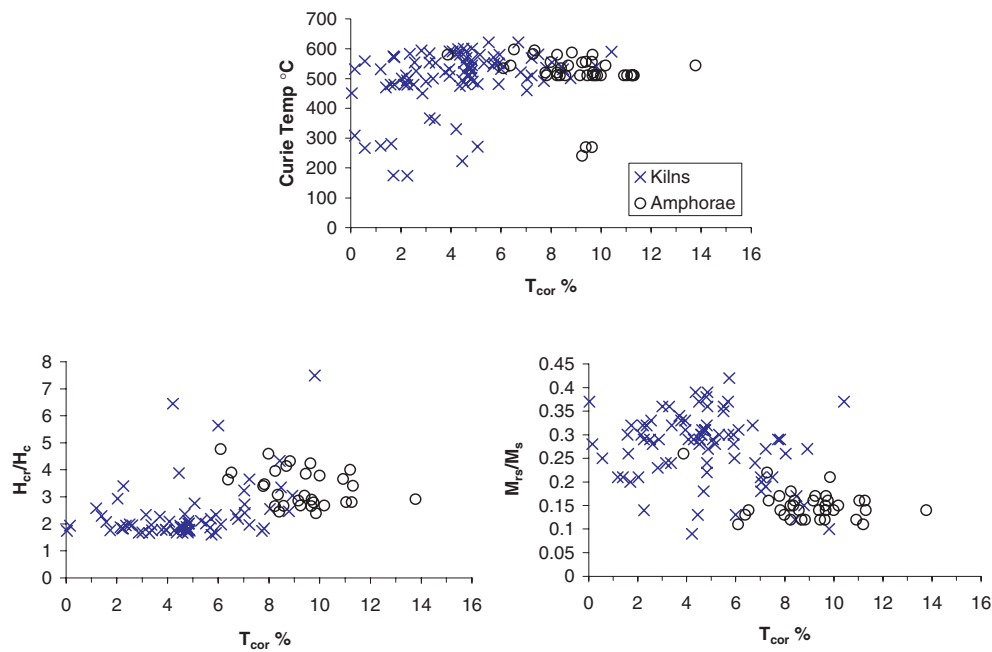 700
600
500
400
300
200
100
0
Curie Temp °C
0 2 4 6 8 10 12 14 16
T cor %
Kilns
Amphorae
8
7
6
5
4
3
2
1
0
Hcr/Hc
0 2 4 6 8 10 12 14 16
T cor %
0.45
0.4
0.35
0.3
0.25
0.2
0.15
0.1
0.05
0
Mrs/Ms
0 2 4 6 8 10 12 14 16
T cor %